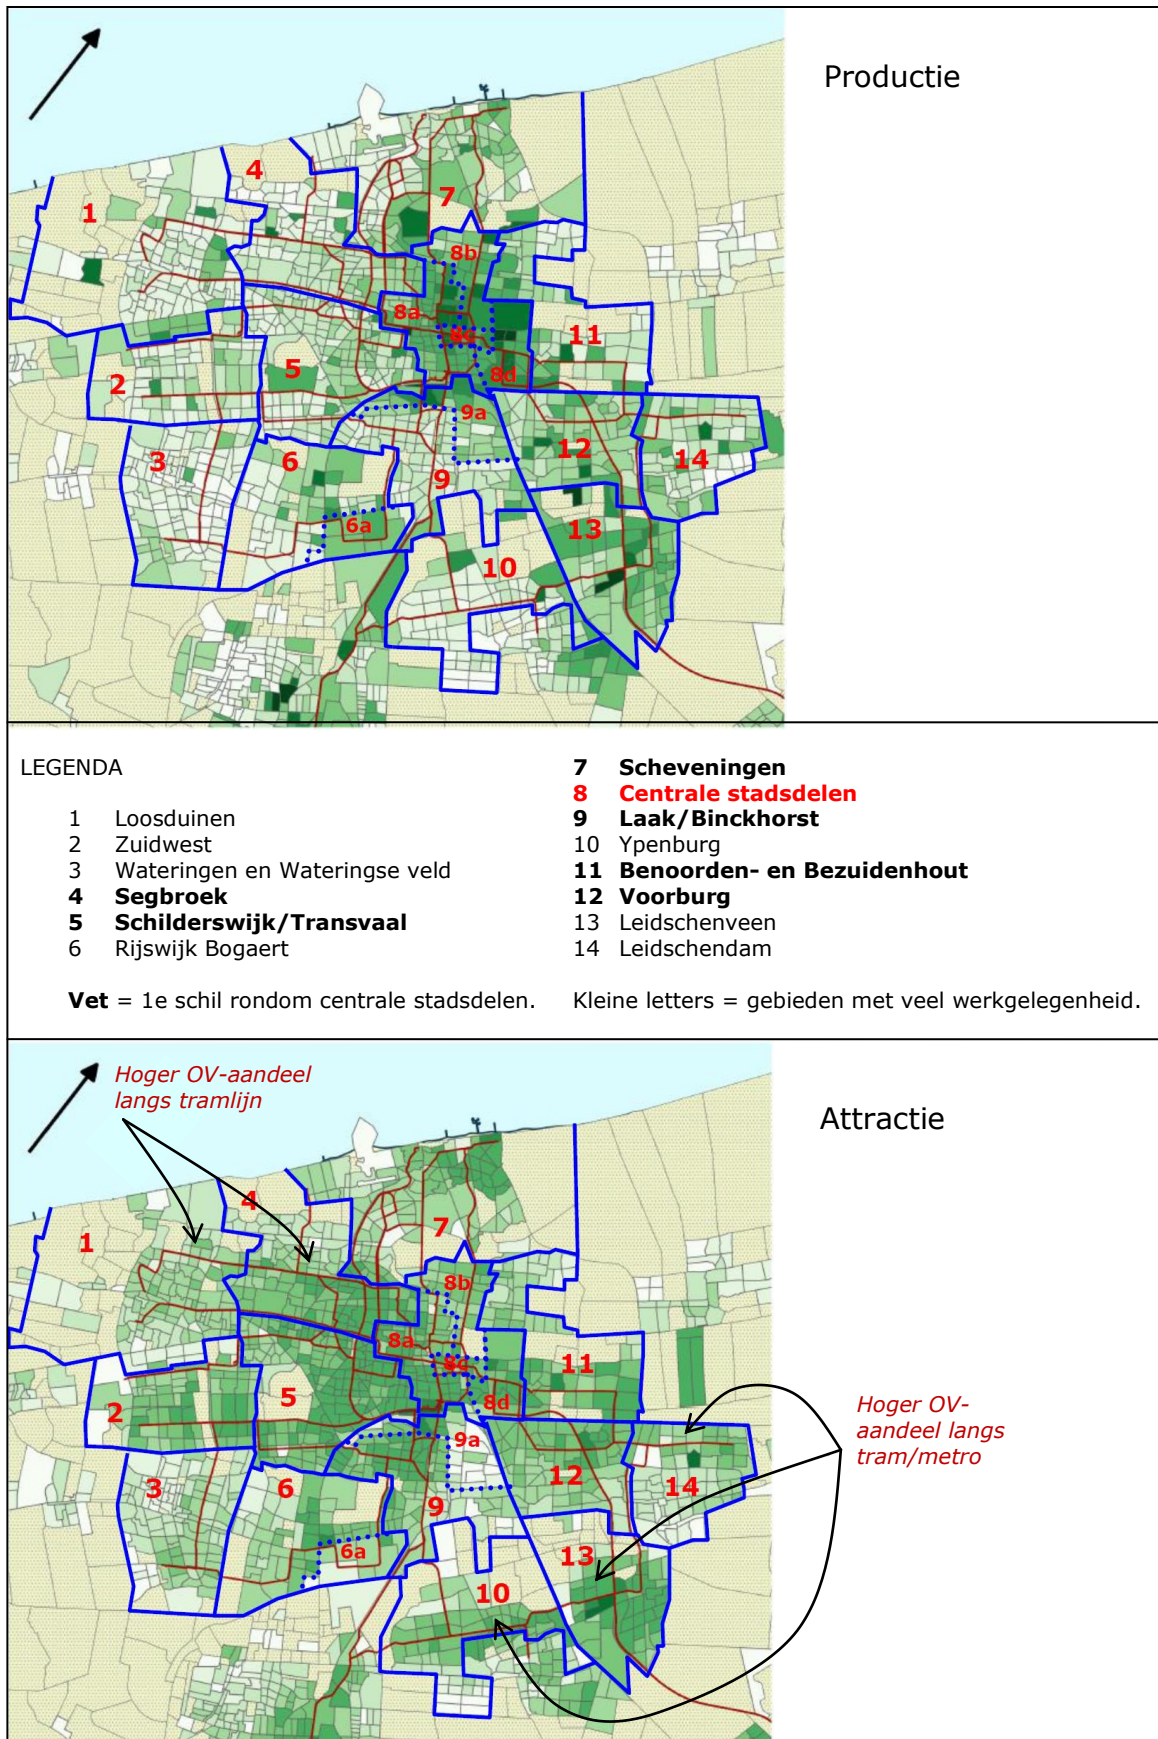 Productie
4
1
7
8b
8a
8c
11
5
8d
2
9a
12
3
6
9
14
6a
13
10
LEGENDA
1 Loosduinen
2 Zuidwest
3 Wateringen en Wateringse veld
4 Segbroek
5 Schilderswijk/Transvaal
6 Rijswijk Bogaert
7 Scheveningen
8 Centrale stadsdelen
9 Laak/Binckhorst
10 Ypenburg
11 Benoorden- en Bezuidenhout
12 Voorburg
13 Leidschenveen
14 Leidschendam
Vet = 1e schil rondom centrale stadsdelen.
Kleine letters = gebieden met veel werkgelegenheid.
Hoger OV-aandeel
langs tramlijn
Attractie
4
1
7
8b
8a
8c
11
5
8d
2
9a
12
3
6
14
9
6a
13
10
Hoger OV-
aandeel langs
tram/metro